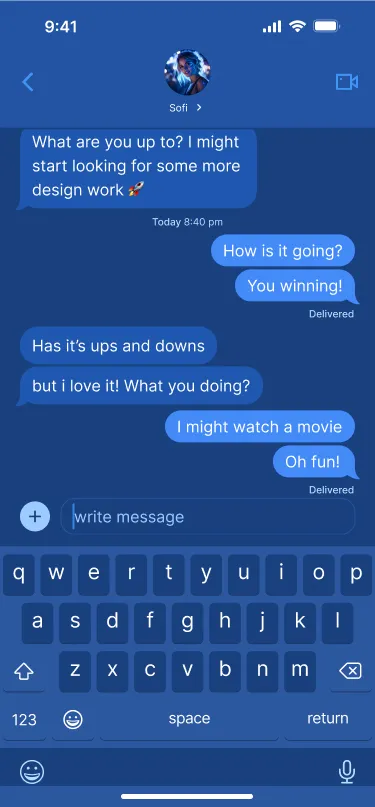 9:41
Sofi >
What are you up to? I might
start looking for some more
design work 🚀
Today 8:40 pm
How is it going?
You winning!
Delivered
Has it's ups and downs
but i love it! What you doing?
I might watch a movie
Oh fun!
Delivered
write message
q w e r t y u i o p
a s d f g h j k l
z x c v b n m
123 space return